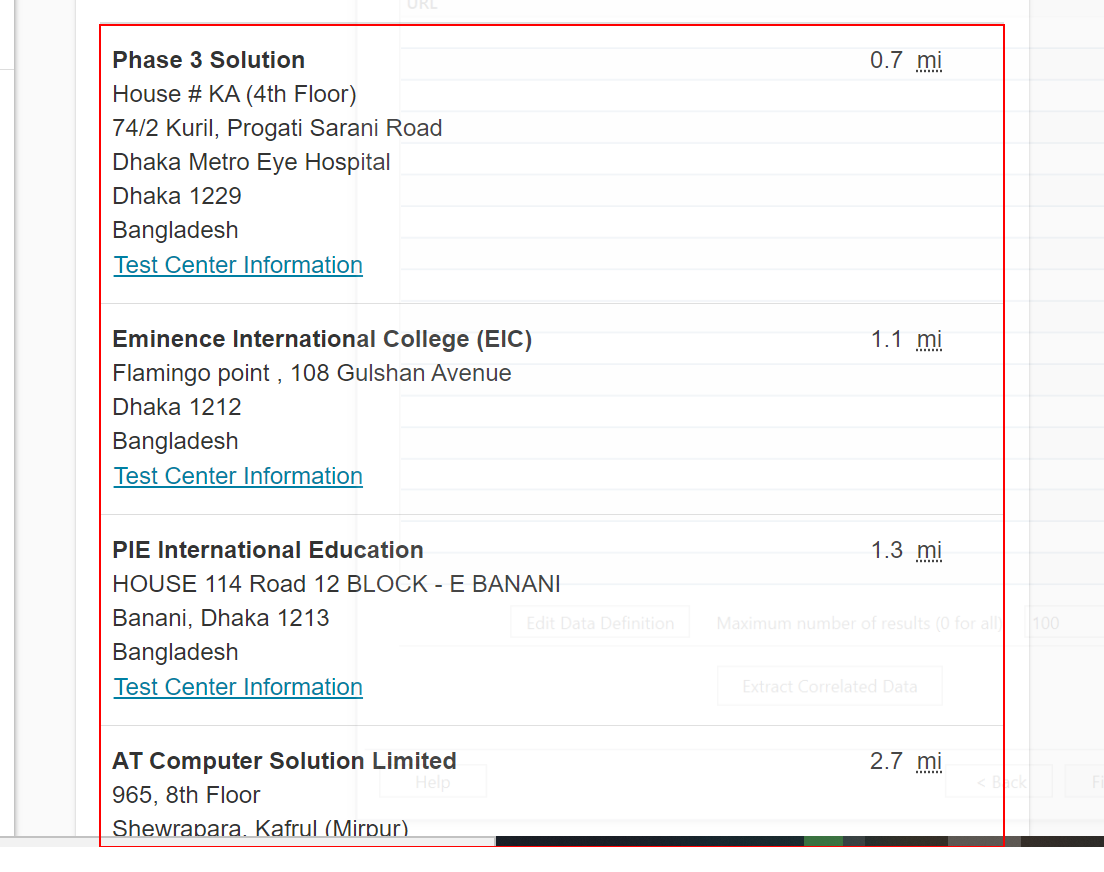 URL
Phase 3 Solution 0.7 mi
House # KA (4th Floor)
74/2 Kuril, Progati Sarani Road
Dhaka Metro Eye Hospital
Dhaka 1229
Bangladesh
Test Center Information
Eminence International College (EIC) 1.1 mi
Flamingo point , 108 Gulshan Avenue
Dhaka 1212
Bangladesh
Test Center Information
PIE International Education 1.3 mi
HOUSE 114 Road 12 BLOCK - E BANANI
Banani, Dhaka 1213
Edit Data Definition Maximum number of results (0 for all) 100
Bangladesh
Test Center Information
Extract Correlated Data
AT Computer Solution Limited 2.7 mi
Help < Back
965, 8th Floor
Shewrapara, Kafrul (Mirpur)